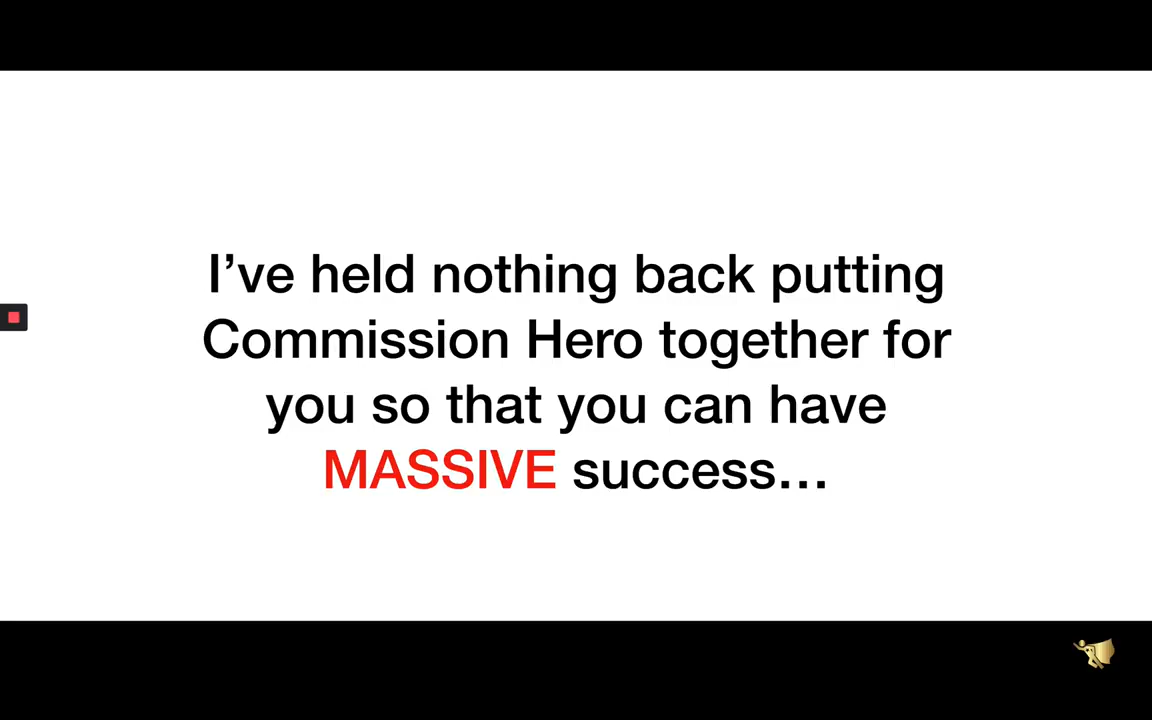 I’ve held nothing back putting
Commission Hero together for
you so that you can have
MASSIVE success…